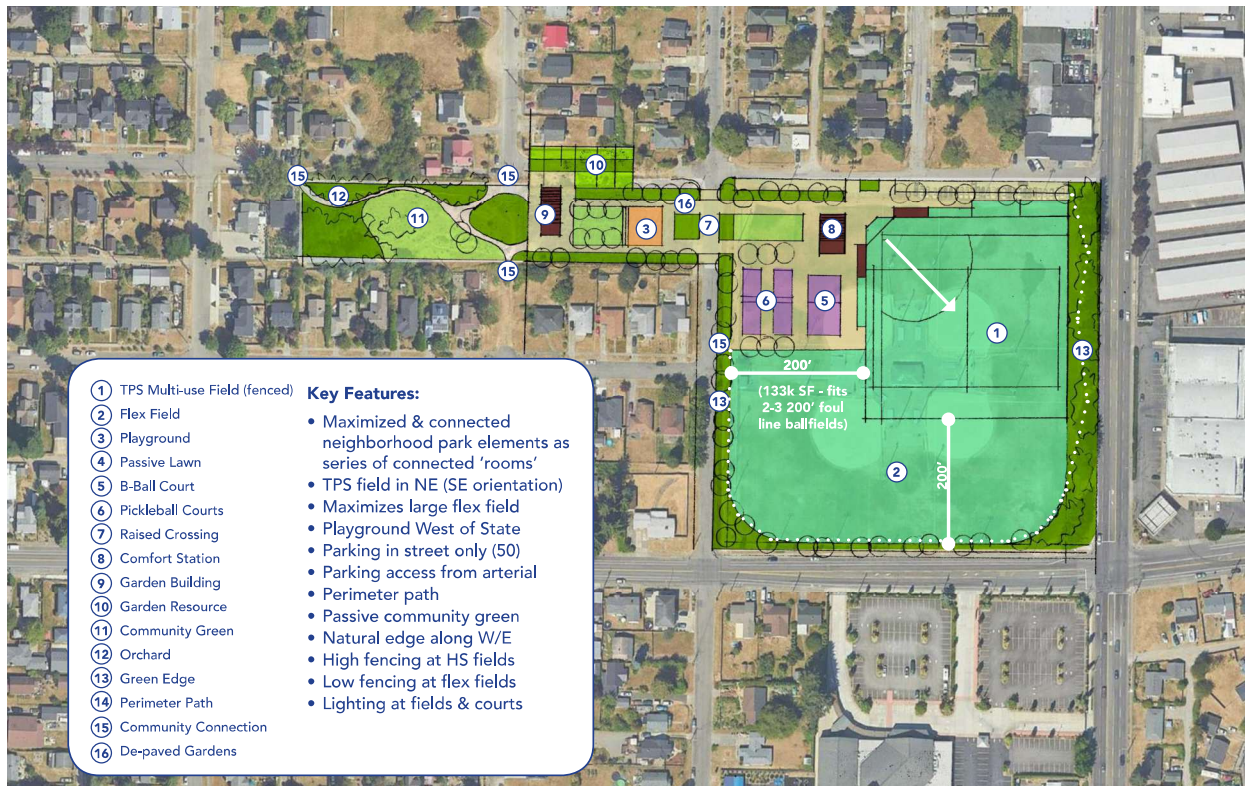 15
15
10
12
16
11
9
3
7
8
15
6
5
1
15
13
200'
13
(133k SF - fits
2-3 200' foul
line ballfields)
2
200'
1 TPS Multi-use Field (fenced)
2 Flex Field
3 Playground
4 Passive Lawn
5 B-Ball Court
6 Pickleball Courts
7 Raised Crossing
8 Comfort Station
9 Garden Building
10 Garden Resource
11 Community Green
12 Orchard
13 Green Edge
14 Perimeter Path
15 Community Connection
16 De-paved Gardens
Key Features:
• Maximized & connected
neighborhood park elements as
series of connected 'rooms'
• TPS field in NE (SE orientation)
• Maximizes large flex field
• Playground West of State
• Parking in street only (50)
• Parking access from arterial
• Perimeter path
• Passive community green
• Natural edge along W/E
• High fencing at HS fields
• Low fencing at flex fields
• Lighting at fields & courts